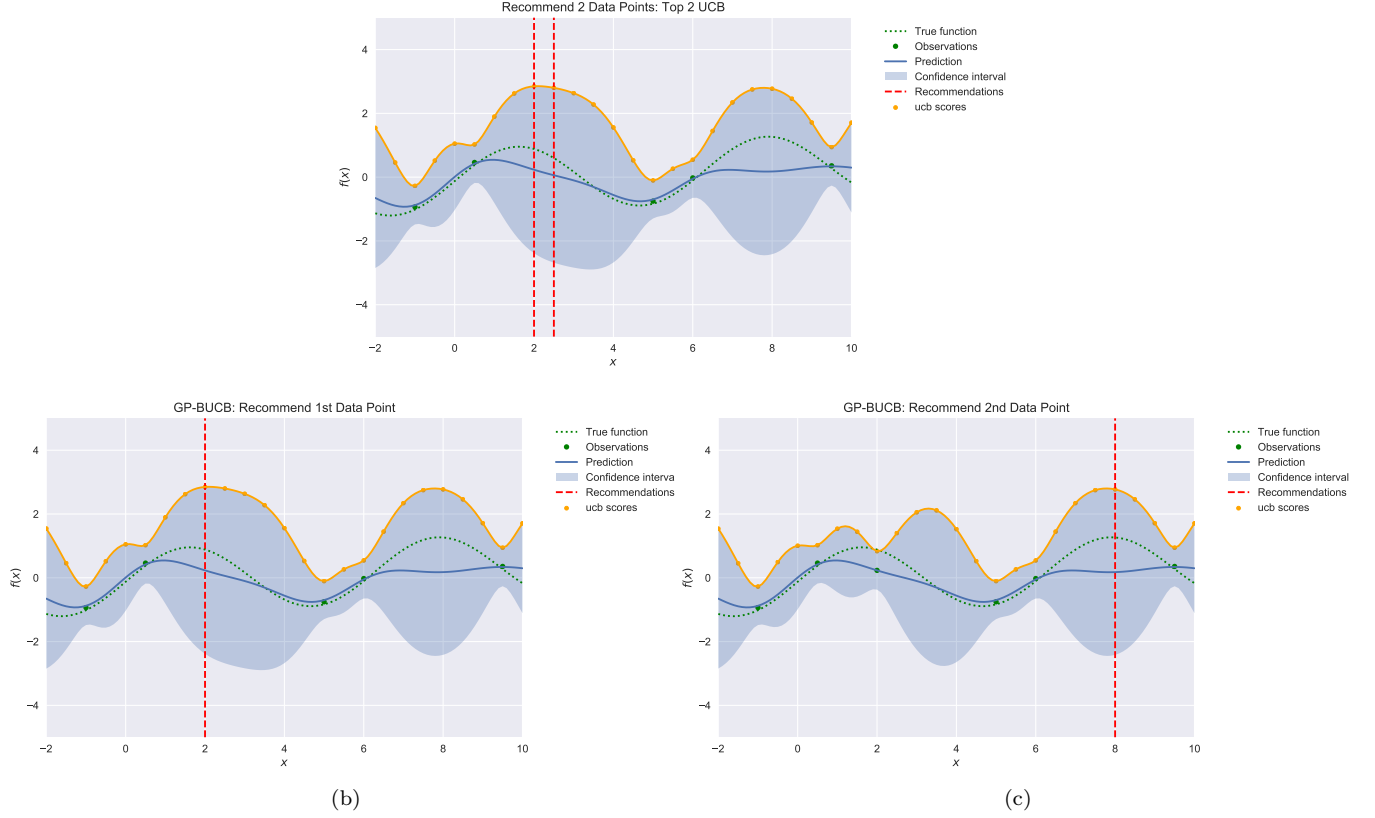 Recommend 2 Data Points: Top 2 UCB
4
2
0
−2
−4
f(x)
−2 0 2 4 6 8 10
x
True function
Observations
Prediction
Confidence interval
Recommendations
ucb scores
GP-BUCB: Recommend 1st Data Point
4
2
0
−2
−4
f(x)
−2 0 2 4 6 8 10
x
True function
Observations
Prediction
Confidence interva
Recommendations
ucb scores
(b)
GP-BUCB: Recommend 2nd Data Point
4
2
0
−2
−4
f(x)
−2 0 2 4 6 8 10
x
True function
Observations
Prediction
Confidence interval
Recommendations
ucb scores
(c)